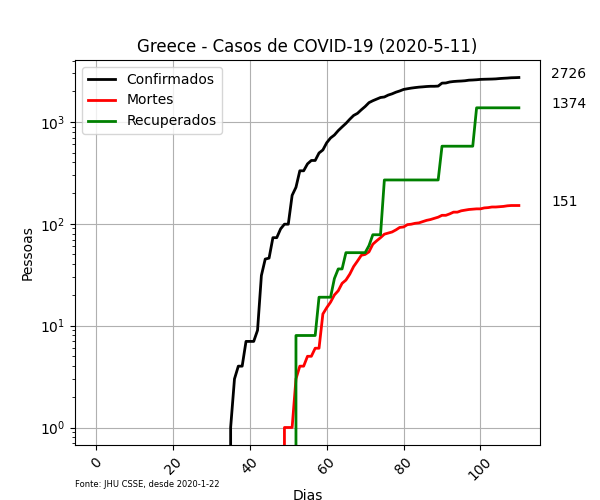 Greece - Casos de COVID-19 (2020-5-11)
Confirmados
Mortes
Recuperados
2726
1374
151
Pessoas
10³
10²
10¹
10⁰
0 20 40 60 80 100
Fonte: JHU CSSE, desde 2020-1-22
Dias